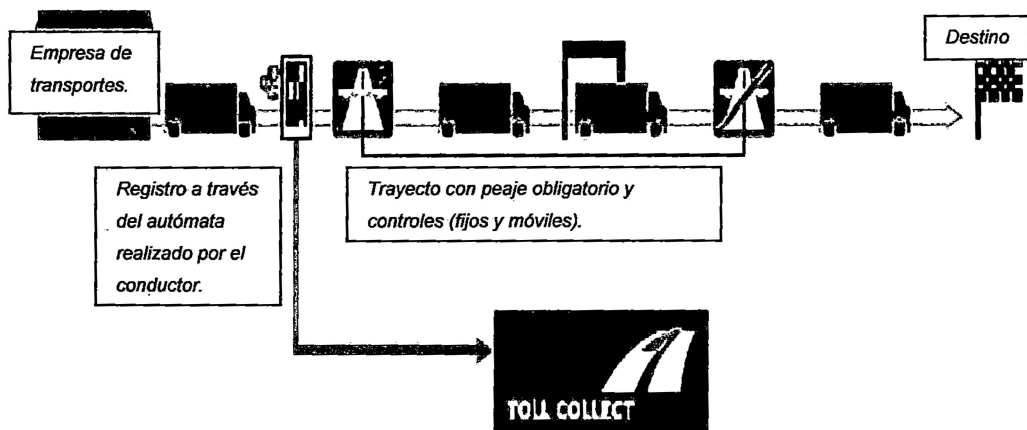 Empresa de
transportes.
Destino
Registro a través
del autómata
realizado por el
conductor.
Trayecto con peaje obligatorio y
controles (fijos y móviles).
TOLL COLLECT